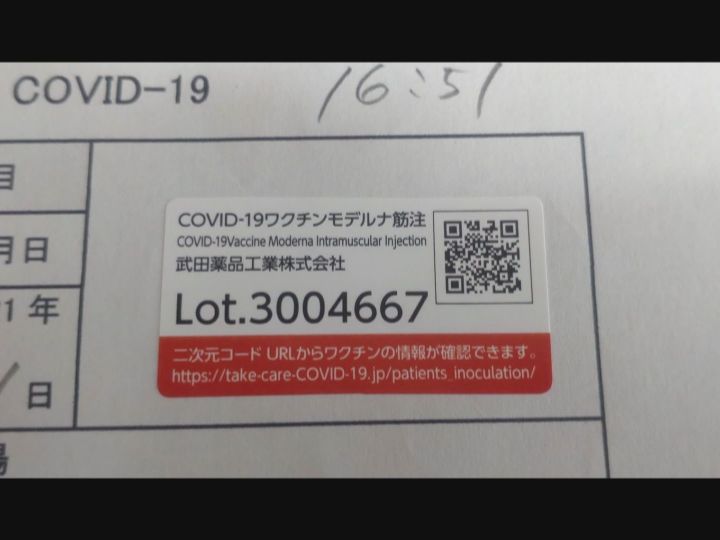 COVID-19
16:51
目
月日
1年
日
COVID-19ワクチンモデルナ筋注
COVID-19Vaccine Moderna Intramuscular Injection
武田薬品工業株式会社
Lot.3004667
二次元コード URLからワクチンの情報が確認できます。
https://take-care-COVID-19.jp/patients_inoculation/
場